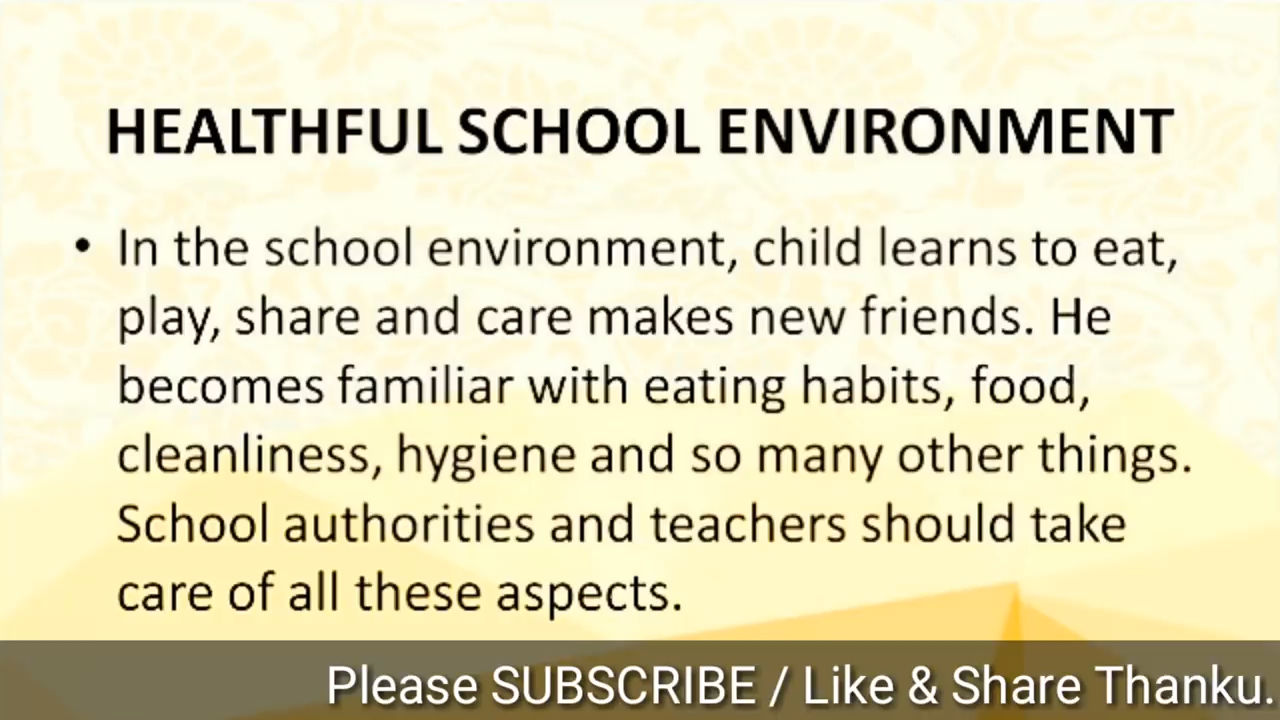 HEALTHFUL SCHOOL ENVIRONMENT
• In the school environment, child learns to eat,
play, share and care makes new friends. He
becomes familiar with eating habits, food,
cleanliness, hygiene and so many other things.
School authorities and teachers should take
care of all these aspects.
Please SUBSCRIBE / Like & Share Thanku.